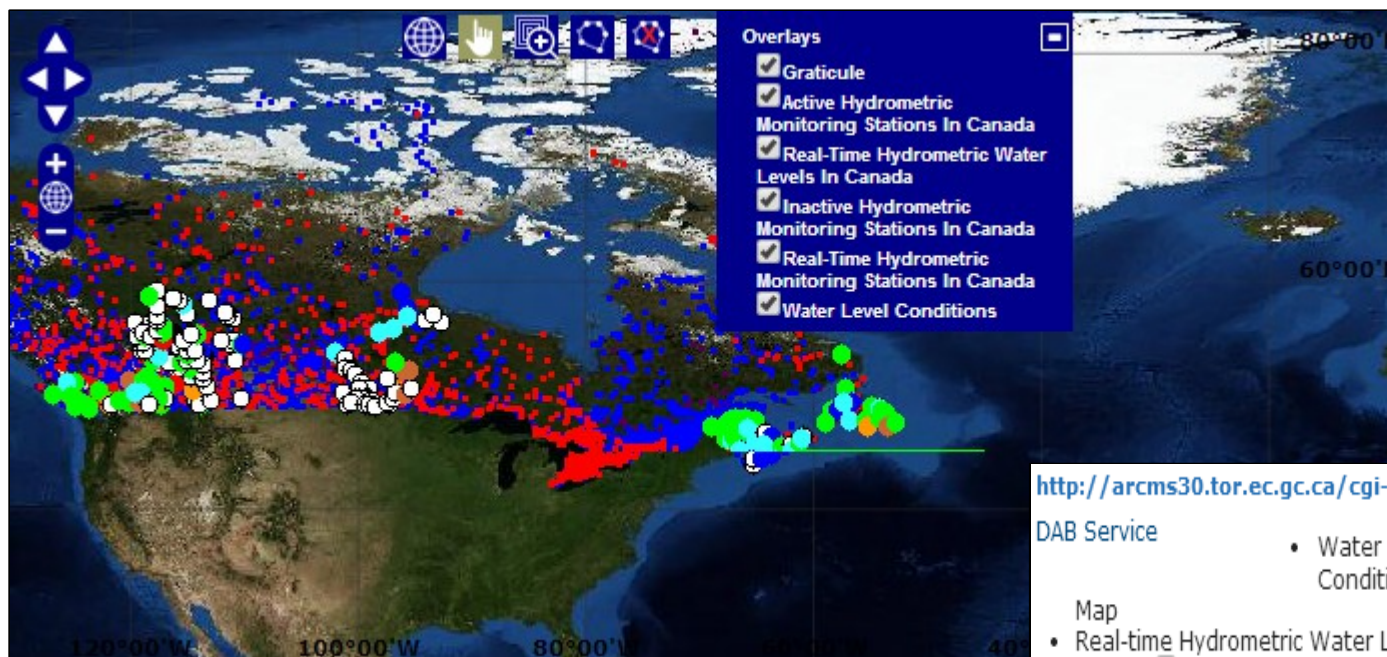 Overlays
Graticule
Active Hydrometric
Monitoring Stations In Canada
Real-Time Hydrometric Water
Levels In Canada
Inactive Hydrometric
Monitoring Stations In Canada
Real-Time Hydrometric
Monitoring Stations In Canada
Water Level Conditions
80°00'
60°00'
120°00'W
100°00'W
80°00'W
60°00'W
40°
http://arcms30.tor.ec.gc.ca/cgi-
DAB Service
• Water
Conditi
Map
• Real-time Hydrometric Water L